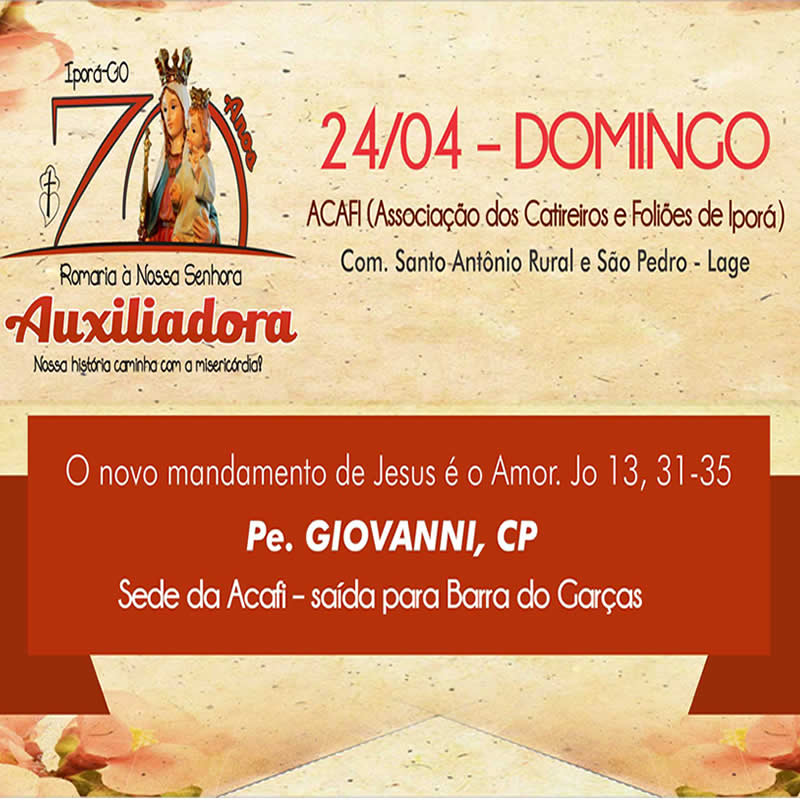 Iporá-GO
70 Anos
Romaria à Nossa Senhora
Auxiliadora
Nossa história caminha com a misericórdia!
24/04 – DOMINGO
ACAFI (Associação dos Catireiros e Foliões de Iporá)
Com. Santo Antônio Rural e São Pedro - Lage
O novo mandamento de Jesus é o Amor. Jo 13, 31-35
Pe. GIOVANNI, CP
Sede da Acafi – saída para Barra do Garças